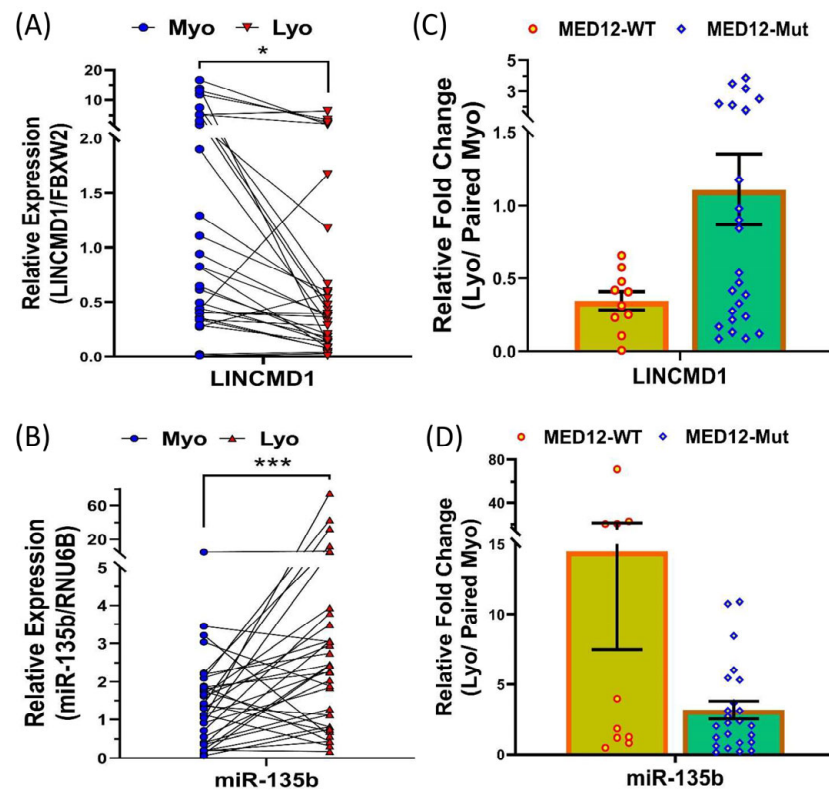 (A)
Myo Lyo
*
20
10
2.0
1.5
1.0
0.5
0.0
Relative Expression
(LINCMD1/FBXW2)
LINCMD1
(C)
MED12-WT MED12-Mut
5
3
1
1.5
1.0
0.5
0.0
Relative Fold Change
(Lyo/ Paired Myo)
LINCMD1
(B)
Myo Lyo
***
60
40
20
5
4
3
2
1
0
Relative Expression
(miR-135b/RNU6B)
miR-135b
(D)
MED12-WT MED12-Mut
80
40
15
10
5
0
Relative Fold Change
(Lyo/ Paired Myo)
miR-135b